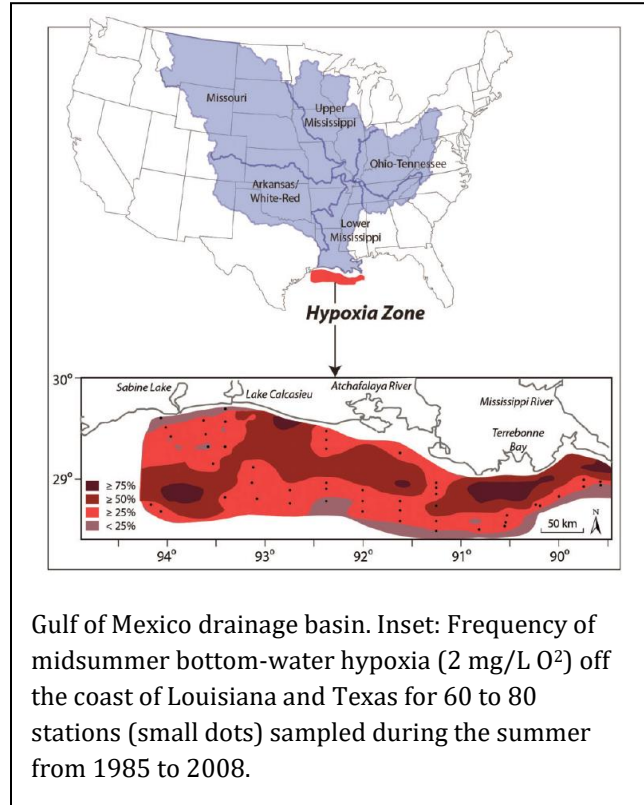 Missouri
Upper
Mississippi
Ohio-Tennessee
Arkansas/
White-Red
Lower
Mississippi
Hypoxia Zone
30°
Sabine Lake
Lake Calcasieu
Atchafalaya River
Mississippi River
Terrebonne
Bay
29°
≥ 75%
≥ 50%
≥ 25%
< 25%
50 km
N
94°
93°
92°
91°
90°
Gulf of Mexico drainage basin. Inset: Frequency of
midsummer bottom-water hypoxia (2 mg/L O²) off
the coast of Louisiana and Texas for 60 to 80
stations (small dots) sampled during the summer
from 1985 to 2008.